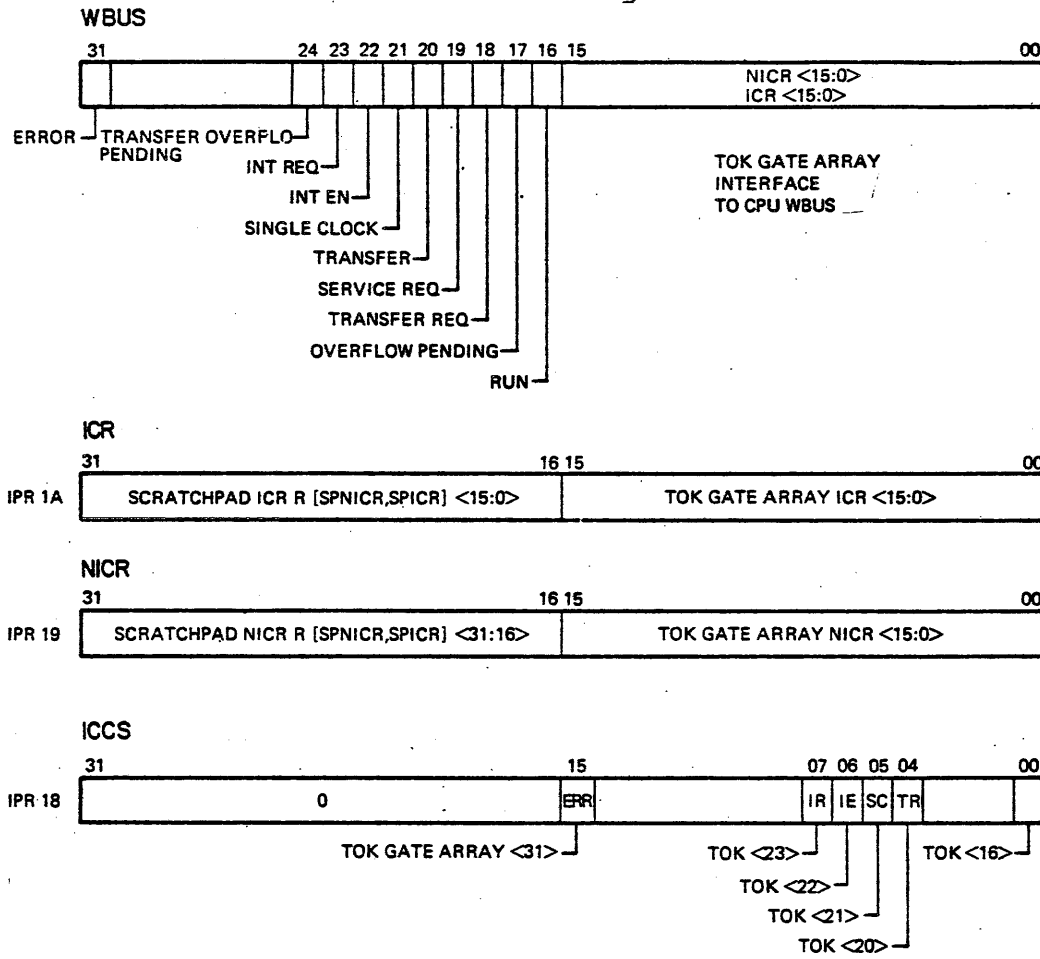 WBUS
31 24 23 22 21 20 19 18 17 16 15 00
NICR <15:0>
ICR <15:0>
ERROR TRANSFER OVERFLO
PENDING
INT REQ
INT EN
SINGLE CLOCK
TRANSFER
SERVICE REQ
TRANSFER REQ
OVERFLOW PENDING
RUN
TOK GATE ARRAY
INTERFACE
TO CPU WBUS
ICR
31 16 15 00
IPR 1A SCRATCHPAD ICR R [SPNICR,SPICR] <15:0> TOK GATE ARRAY ICR <15:0>
NICR
31 16 15 00
IPR 19 SCRATCHPAD NICR R [SPNICR,SPICR] <31:16> TOK GATE ARRAY NICR <15:0>
ICCS
31 15 07 06 05 04 00
IPR 18 0 ERR IR IE SC TR
TOK GATE ARRAY <31> TOK <23> TOK <16>
TOK <22>
TOK <21>
TOK <20>